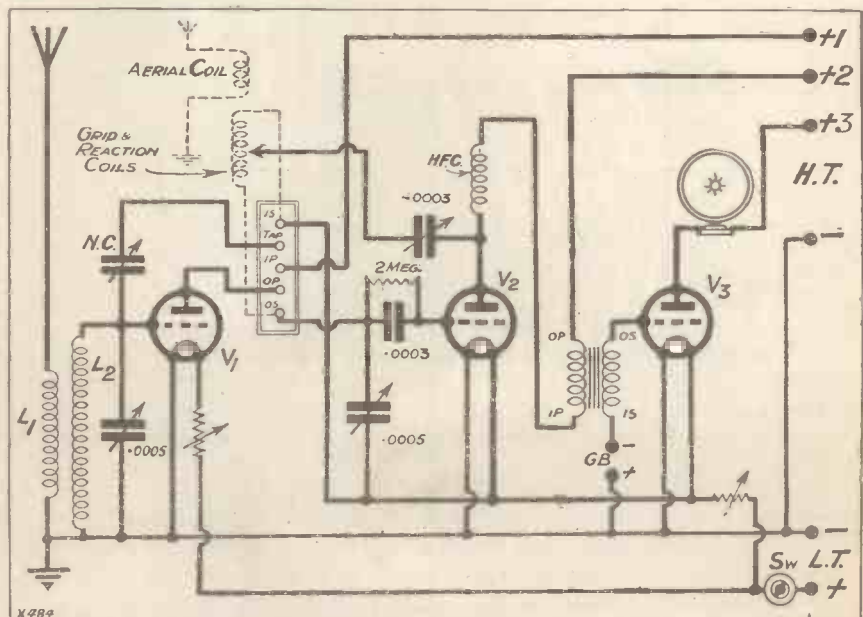 +1
AERIAL COIL
+2
+3
GRID &
REACTION
COILS
HFC.
H.T.
-
IS
TAP
IP
OP
OS
N.C.
.0003
2 MEG.
.0003
V1
V2
V3
L1
L2
.0005
.0005
OP
IP
OS
IS
GB
-
+
-
SW
L.T.
+
X484